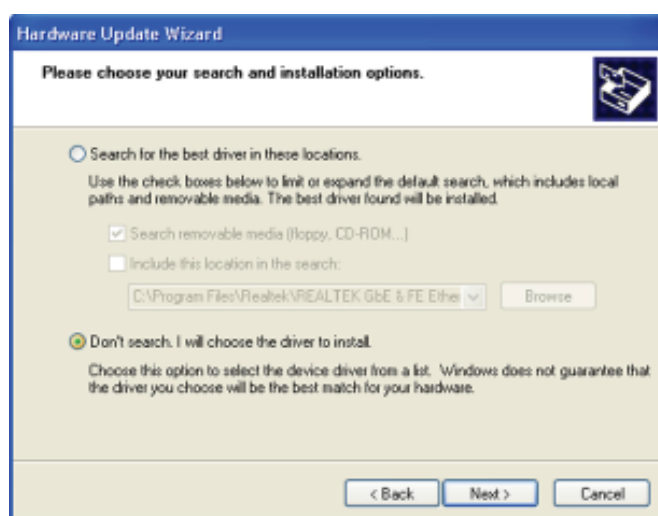 Hardware Update Wizard
Please choose your search and installation options.
Search for the best driver in these locations.
Use the check boxes below to limit or expand the default search, which includes local
paths and removable media. The best driver found will be installed.
Search removable media (floppy, CD-ROM...)
Include this location in the search:
C:\Program Files\Realtek\REALTEK GbE & FE Ether
Browse
Don't search. I will choose the driver to install.
Choose this option to select the device driver from a list. Windows does not guarantee that
the driver you choose will be the best match for your hardware.
< Back
Next >
Cancel